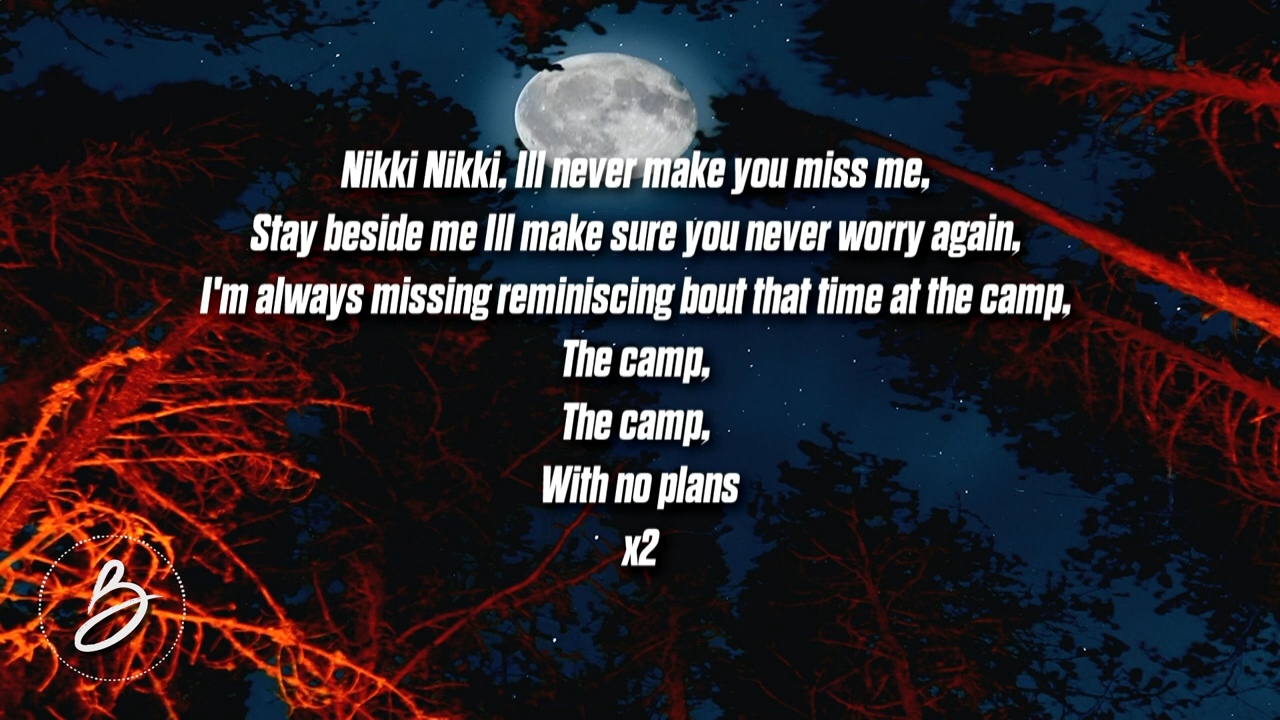 Nikki Nikki, Ill never make you miss me,
Stay beside me Ill make sure you never worry again,
I'm always missing reminiscing bout that time at the camp,
The camp,
The camp,
With no plans
x2
B